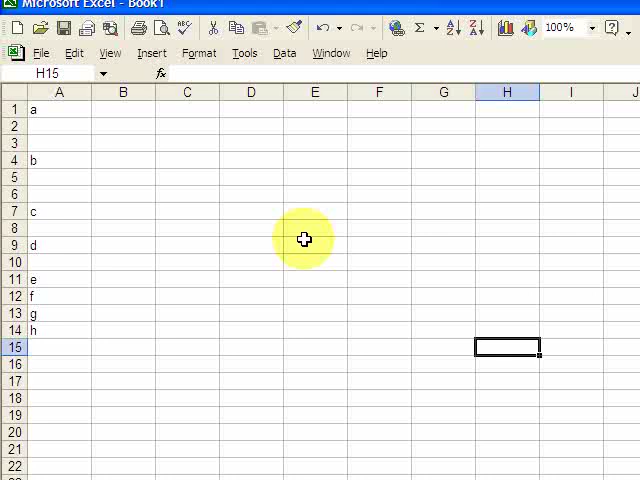 Microsoft Excel - Book1
100%
File Edit View Insert Format Tools Data Window Help
H15 fx
A B C D E F G H I J
1 a
2
3
4 b
5
6
7 c
8
9 d
10
11 e
12 f
13 g
14 h
15
16
17
18
19
20
21
22